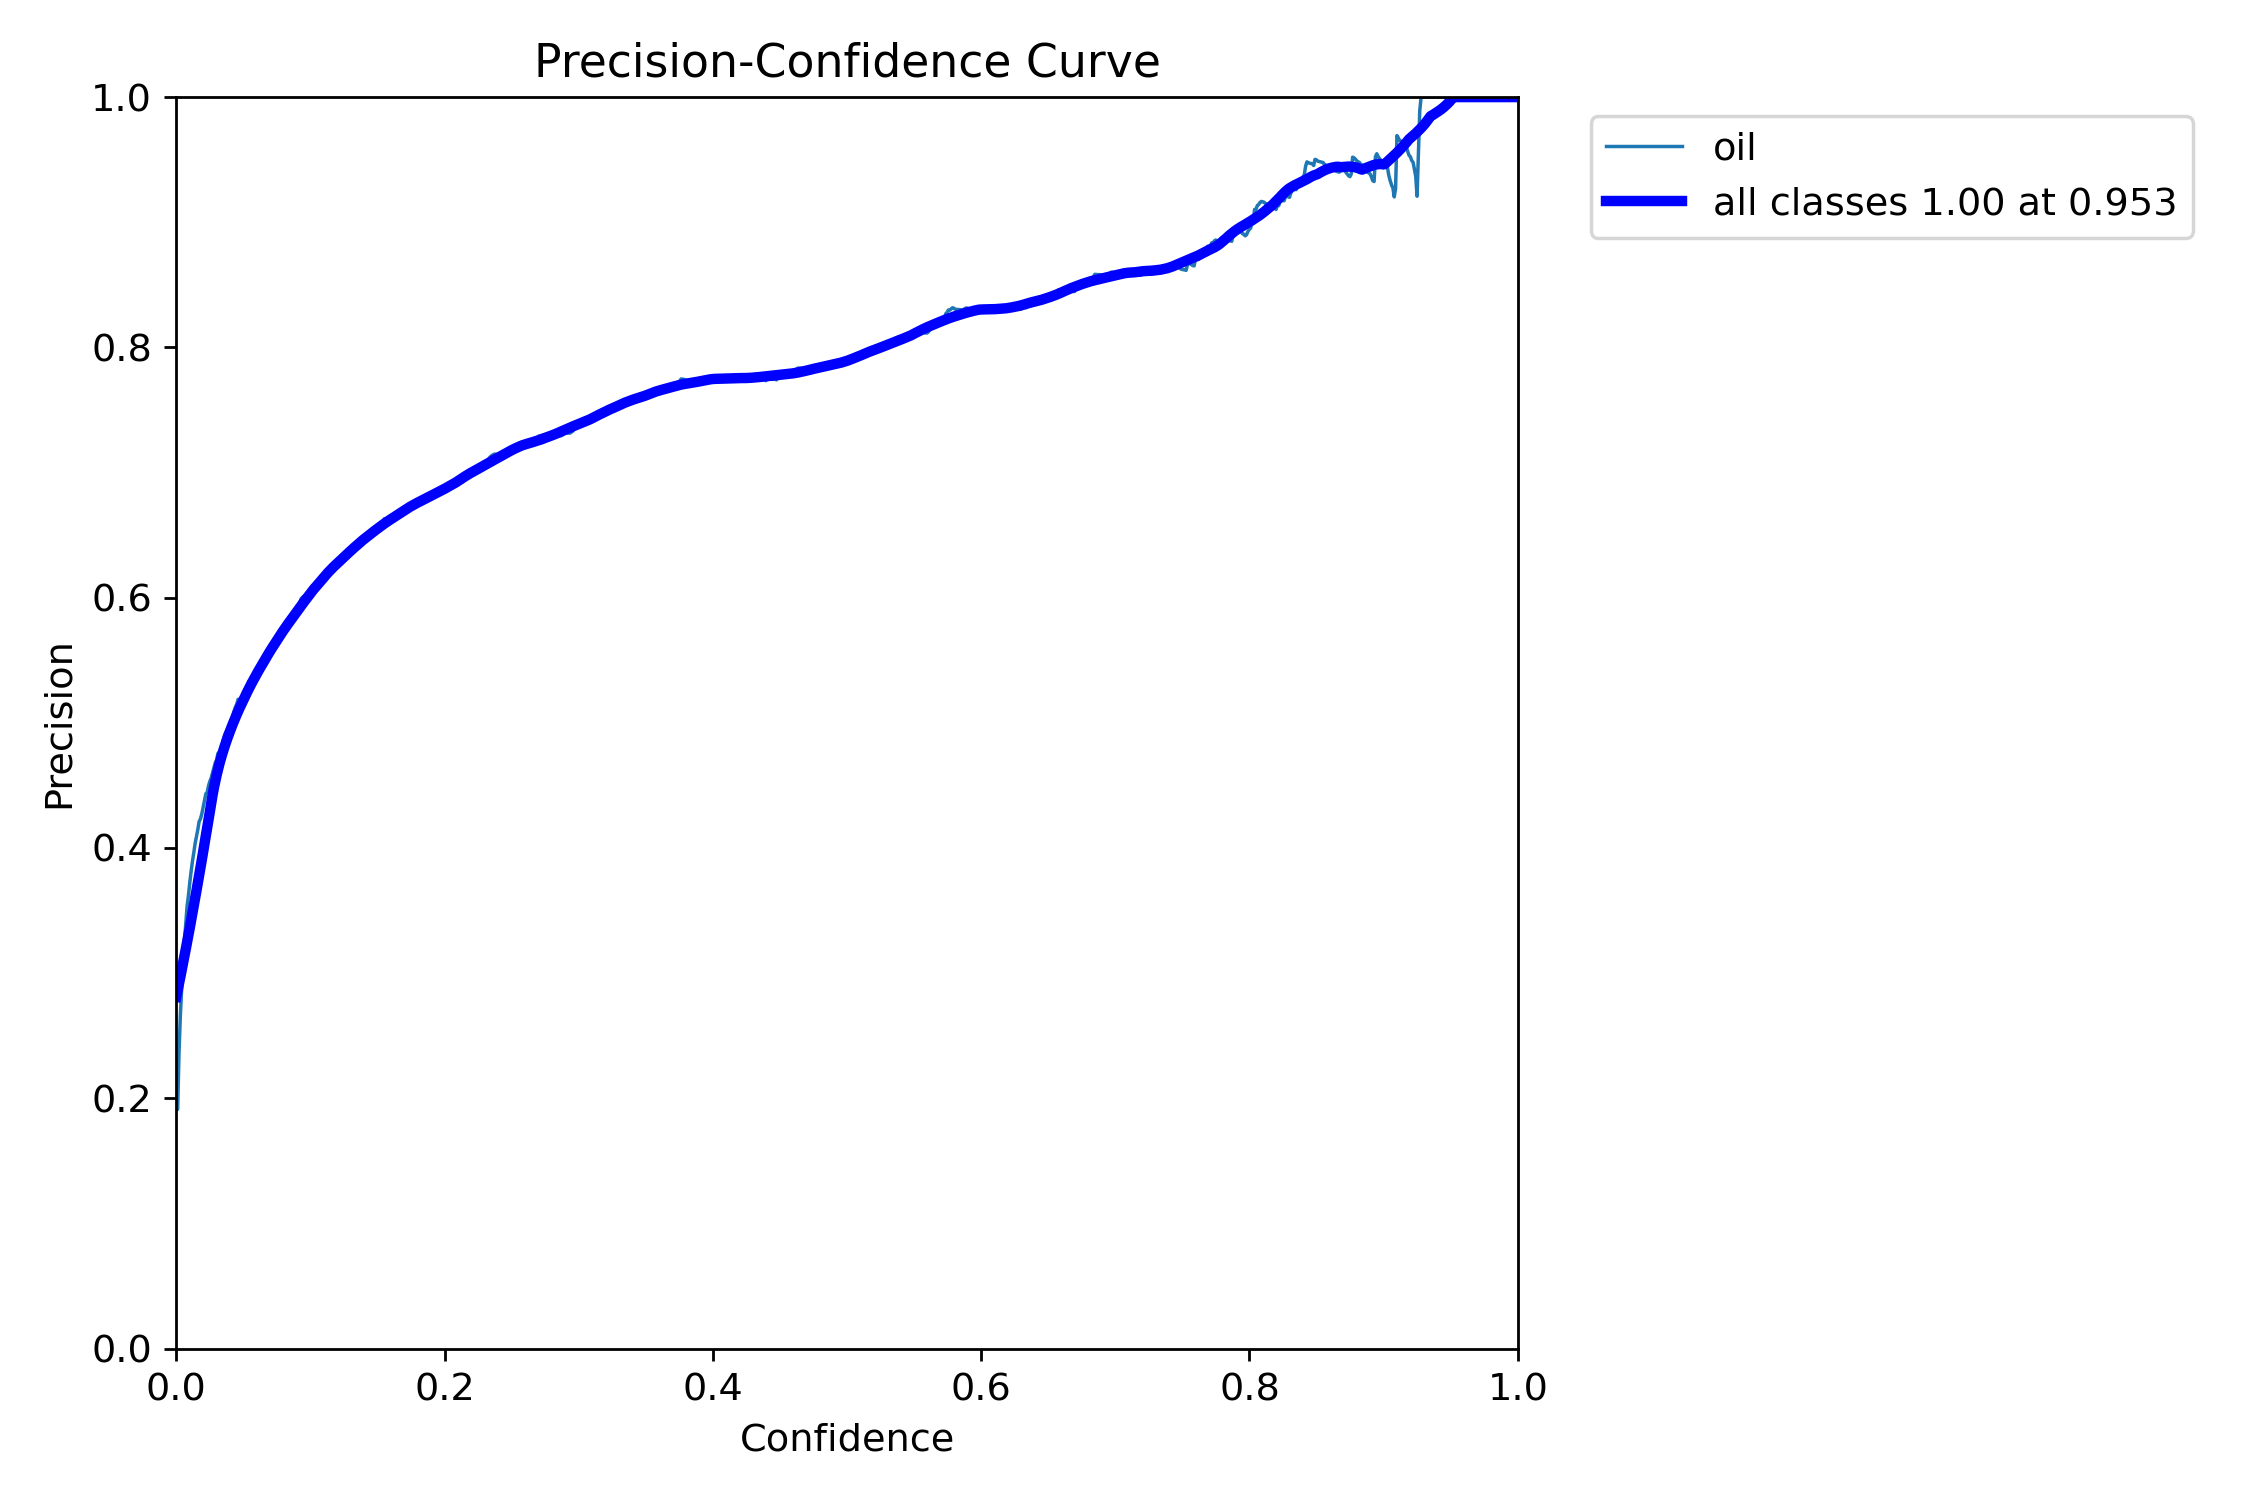 Precision-Confidence Curve
1.0
0.8
0.6
0.4
0.2
0.0
Precision
0.0 0.2 0.4 0.6 0.8 1.0
Confidence
oil
all classes 1.00 at 0.953